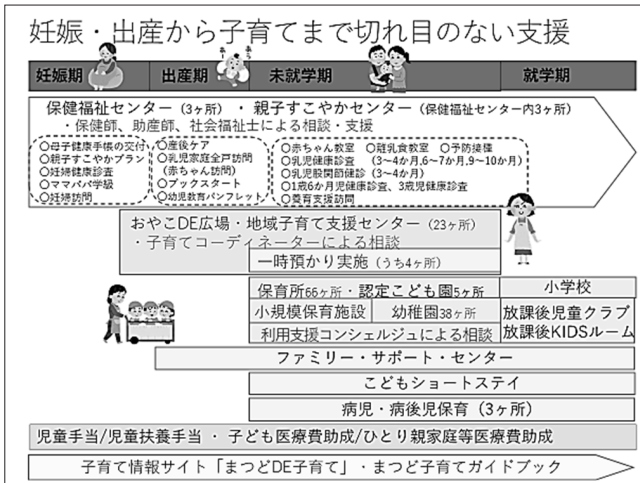 妊娠・出産から子育てまで切れ目のない支援
妊娠期
出産期
未就学期
就学期
あー
あう
保健福祉センター(3ヶ所)・親子すこやかセンター(保健福祉センター内3ヶ所)
・保健師、助産師、社会福祉士による相談・支援
○母子健康手帳の交付
○親子すこやかプラン
○妊婦健康診査
○ママパパ学級
○妊婦訪問
○産後ケア
○乳児家庭全戸訪問
(赤ちゃん訪問)
○ブックスタート
○幼児教育パンフレット
○赤ちゃん教室 ○離乳食教室 ○予防接種
○乳児健康診査 (3~4か月,6~7か月,9~10か月)
○乳児股関節健診 (3~4か月)
○1歳6か月児健康診査、3歳児健康診査
○養育支援訪問
おやこDE広場・地域子育て支援センター(23ヶ所)
・子育てコーディネーターによる相談
一時預かり実施(うち4ヶ所)
保育所66ヶ所・認定こども園5ヶ所
小学校
小規模保育施設
幼稚園38ヶ所
放課後児童クラブ
利用支援コンシェルジュによる相談
放課後KIDSルーム
ファミリー・サポート・センター
こどもショートステイ
病児・病後児保育(3ヶ所)
児童手当/児童扶養手当 ・ 子ども医療費助成/ひとり親家庭等医療費助成
子育て情報サイト「まつどDE子育て」・まつど子育てガイドブック